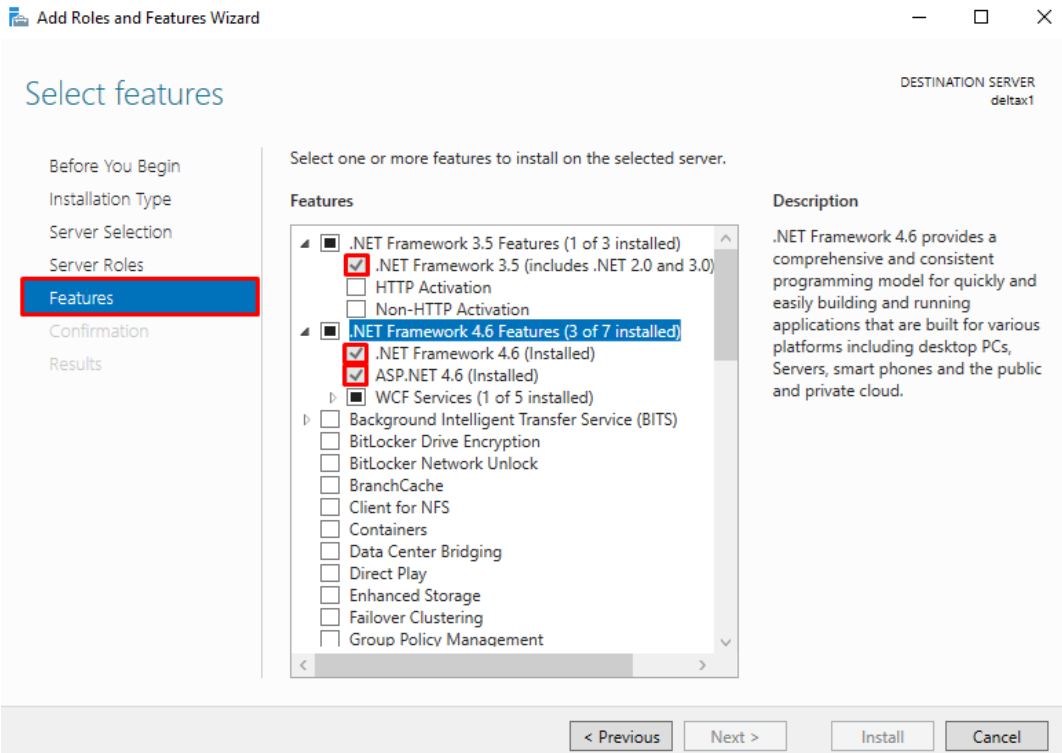 Add Roles and Features Wizard
Select features
DESTINATION SERVER
deltax1
Before You Begin
Installation Type
Server Selection
Server Roles
Features
Confirmation
Results
Select one or more features to install on the selected server.
Features
.NET Framework 3.5 Features (1 of 3 installed)
.NET Framework 3.5 (includes .NET 2.0 and 3.0)
HTTP Activation
Non-HTTP Activation
.NET Framework 4.6 Features (3 of 7 installed)
.NET Framework 4.6 (Installed)
ASP.NET 4.6 (Installed)
WCF Services (1 of 5 installed)
Background Intelligent Transfer Service (BITS)
BitLocker Drive Encryption
BitLocker Network Unlock
BranchCache
Client for NFS
Containers
Data Center Bridging
Direct Play
Enhanced Storage
Failover Clustering
Group Policy Management
Description
.NET Framework 4.6 provides a
comprehensive and consistent
programming model for quickly and
easily building and running
applications that are built for various
platforms including desktop PCs,
Servers, smart phones and the public
and private cloud.
< Previous
Next >
Install
Cancel